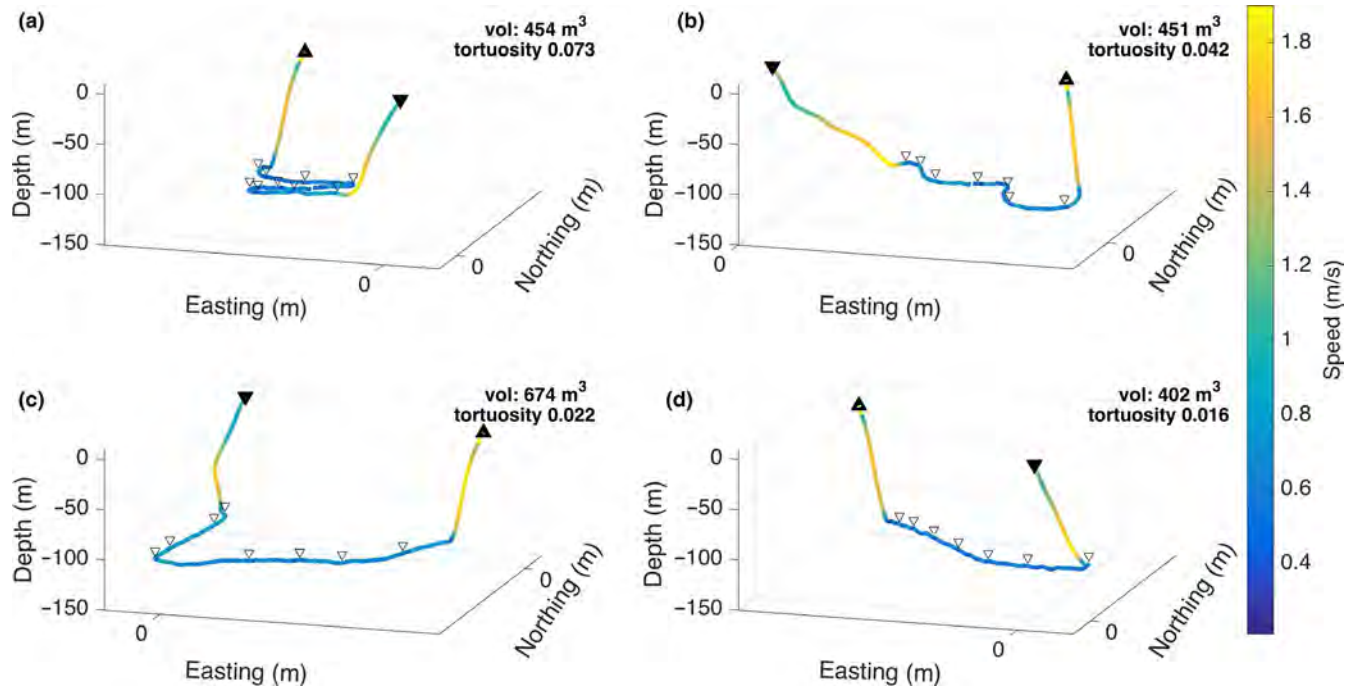 (a)
vol: 454 m³
tortuosity 0.073
0
−50
−100
−150
Depth (m)
Easting (m)
0
Northing (m)
0
(b)
vol: 451 m³
tortuosity 0.042
0
−50
−100
−150
Depth (m)
0
Easting (m)
Northing (m)
0
(c)
vol: 674 m³
tortuosity 0.022
0
−50
−100
−150
Depth (m)
0
Easting (m)
Northing (m)
0
(d)
vol: 402 m³
tortuosity 0.016
0
−50
−100
−150
Depth (m)
Easting (m)
0
Northing (m)
0
1.8
1.6
1.4
1.2
1
0.8
0.6
0.4
Speed (m/s)